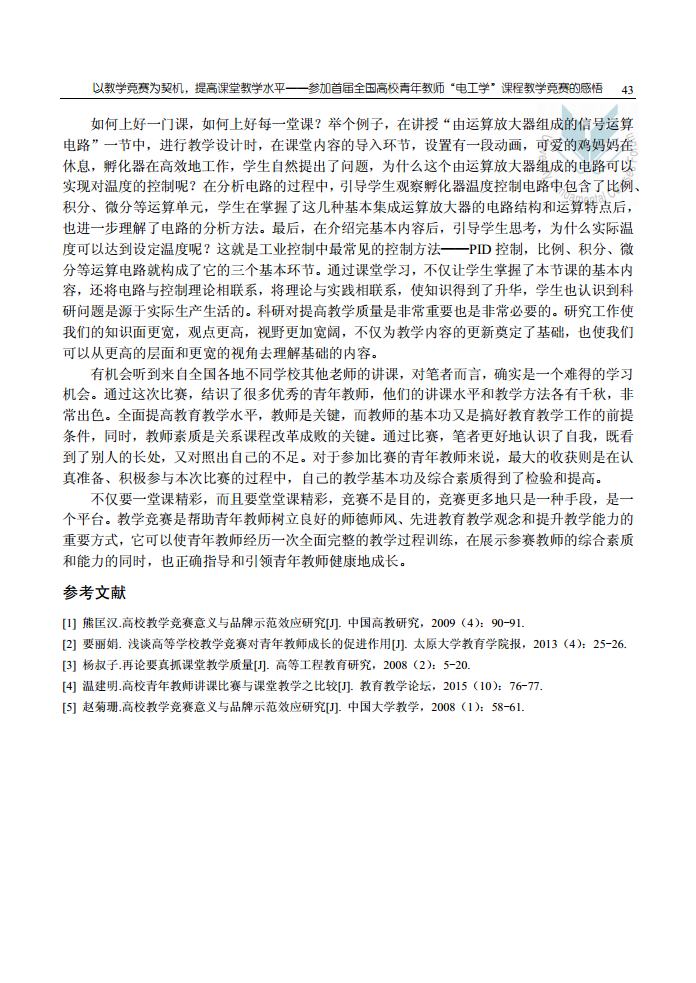 以教学竞赛为契机，提高课堂教学水平——参加首届全国高校青年教师“电工学”课程教学竞赛的感悟 43
如何上好一门课，如何上好每一堂课？举个例子，在讲授“由运算放大器组成的信号运算
电路”一节中，进行教学设计时，在课堂内容的导入环节，设置有一段动画，可爱的鸡妈妈在
休息，孵化器在高效地工作，学生自然提出了问题，为什么这个由运算放大器组成的电路可以
实现对温度的控制呢？在分析电路的过程中，引导学生观察孵化器温度控制电路中包含了比例、
积分、微分等运算单元，学生在掌握了这几种基本集成运算放大器的电路结构和运算特点后，
也进一步理解了电路的分析方法。最后，在介绍完基本内容后，引导学生思考，为什么实际温
度可以达到设定温度呢？这就是工业控制中最常见的控制方法——PID 控制，比例、积分、微
分等运算电路就构成了它的三个基本环节。通过课堂学习，不仅让学生掌握了本节课的基本内
容，还将电路与控制理论相联系，将理论与实践相联系，使知识得到了升华，学生也认识到科
研问题是源于实际生产生活的。科研对提高教学质量是非常重要也是非常必要的。研究工作使
我们的知识面更宽，观点更高，视野更加宽阔，不仅为教学内容的更新奠定了基础，也使我们
可以从更高的层面和更宽的视角去理解基础的内容。
有机会听到来自全国各地不同学校其他老师的讲课，对笔者而言，确实是一个难得的学习
机会。通过这次比赛，结识了很多优秀的青年教师，他们的讲课水平和教学方法各有千秋，非
常出色。全面提高教育教学水平，教师是关键，而教师的基本功又是搞好教育教学工作的前提
条件，同时，教师素质是关系课程改革成败的关键。通过比赛，笔者更好地认识了自我，既看
到了别人的长处，又对照出自己的不足。对于参加比赛的青年教师来说，最大的收获则是在认
真准备、积极参与本次比赛的过程中，自己的教学基本功及综合素质得到了检验和提高。
不仅要一堂课精彩，而且要堂堂课精彩，竞赛不是目的，竞赛更多地只是一种手段，是一
个平台。教学竞赛是帮助青年教师树立良好的师德师风、先进教育教学观念和提升教学能力的
重要方式，它可以使青年教师经历一次全面完整的教学过程训练，在展示参赛教师的综合素质
和能力的同时，也正确指导和引领青年教师健康地成长。
参考文献
[1] 熊匡汉.高校教学竞赛意义与品牌示范效应研究[J]. 中国高教研究，2009（4）：90-91.
[2] 要丽娟. 浅谈高等学校教学竞赛对青年教师成长的促进作用[J]. 太原大学教育学院报，2013（4）：25-26.
[3] 杨叔子.再论要真抓课堂教学质量[J]. 高等工程教育研究，2008（2）：5-20.
[4] 温建明.高校青年教师讲课比赛与课堂教学之比较[J]. 教育教学论坛，2015（10）：76-77.
[5] 赵菊珊.高校教学竞赛意义与品牌示范效应研究[J]. 中国大学教学，2008（1）：58-61.